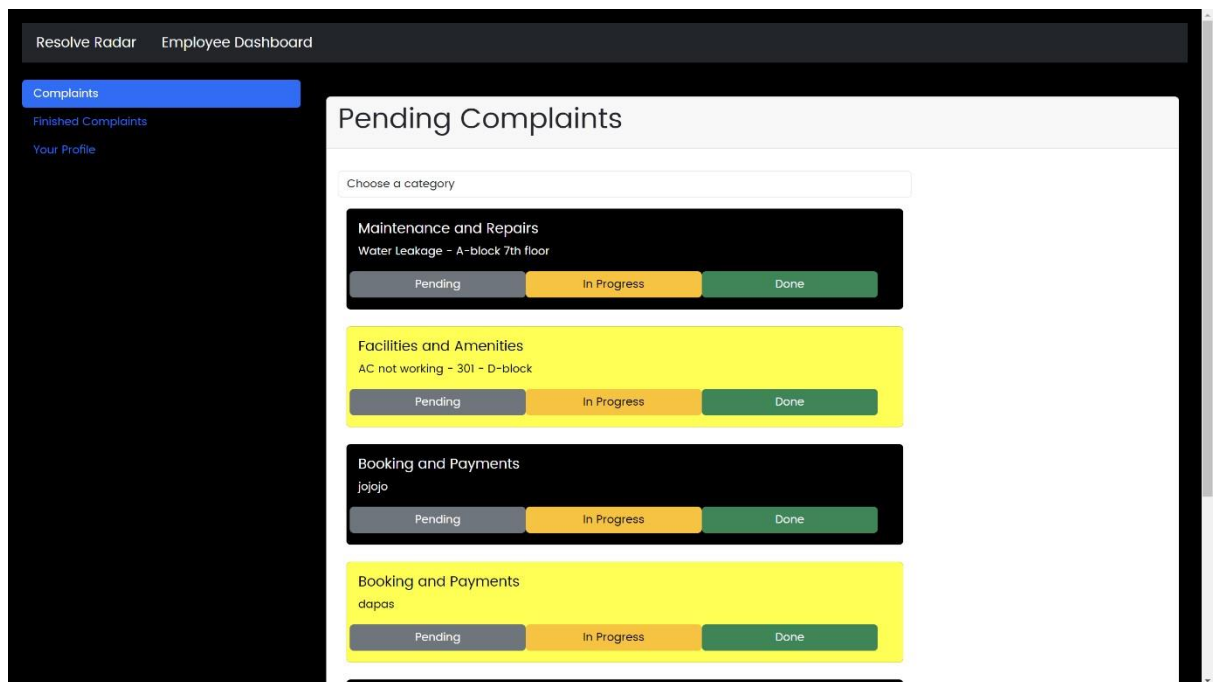 Resolve Radar Employee Dashboard
Complaints
Finished Complaints
Your Profile
Pending Complaints
Choose a category
Maintenance and Repairs
Water Leakage - A-block 7th floor
Pending In Progress Done
Facilities and Amenities
AC not working - 301 - D-block
Pending In Progress Done
Booking and Payments
jojojo
Pending In Progress Done
Booking and Payments
dapas
Pending In Progress Done